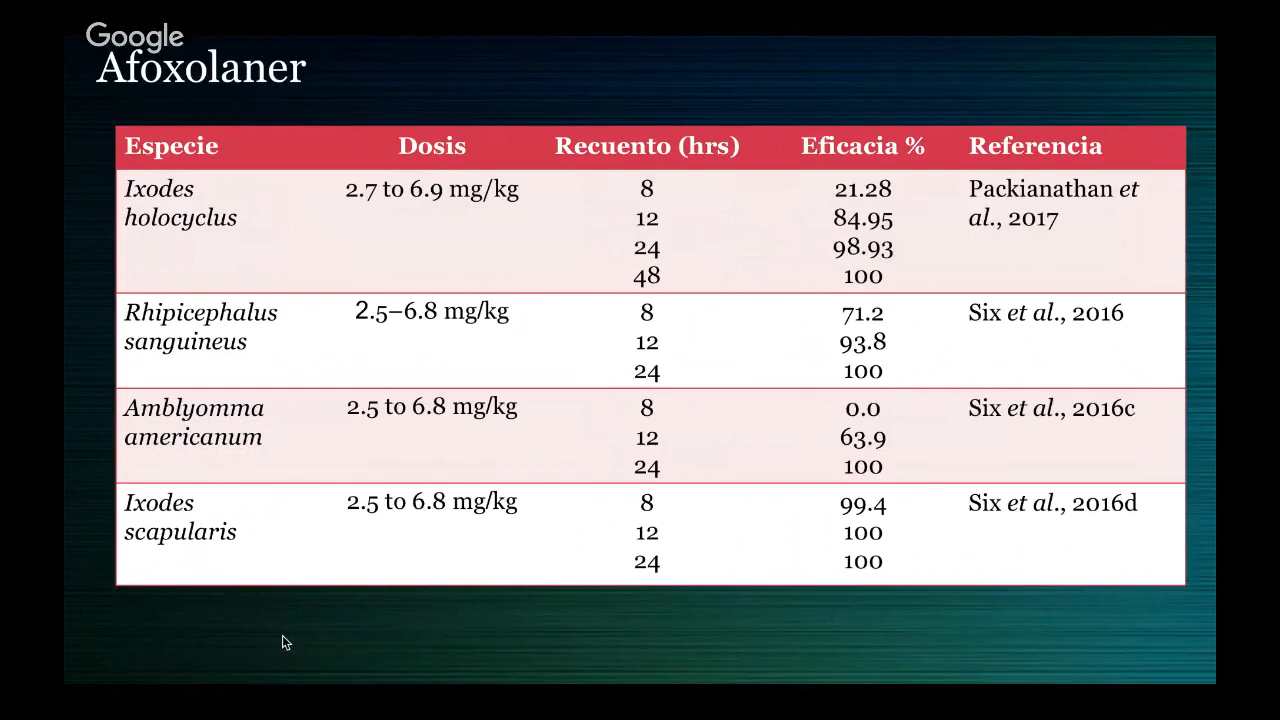 Google
Afoxolaner
Especie Dosis Recuento (hrs) Eficacia % Referencia
Ixodes 2.7 to 6.9 mg/kg 8 21.28 Packianathan et
holocyclus 12 84.95 al., 2017
24 98.93
48 100
Rhipicephalus 2.5–6.8 mg/kg 8 71.2 Six et al., 2016
sanguineus 12 93.8
24 100
Amblyomma 2.5 to 6.8 mg/kg 8 0.0 Six et al., 2016c
americanum 12 63.9
24 100
Ixodes 2.5 to 6.8 mg/kg 8 99.4 Six et al., 2016d
scapularis 12 100
24 100